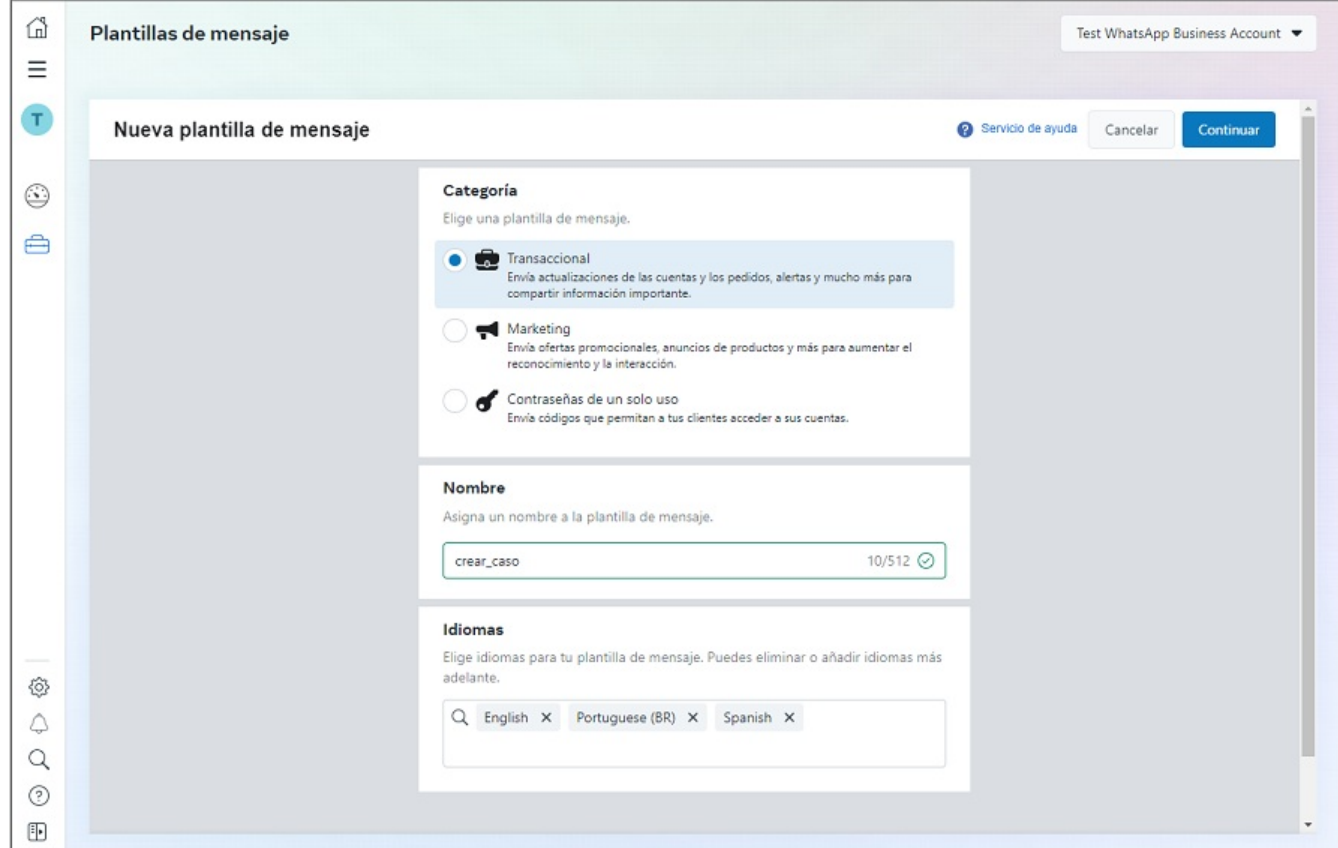 Plantillas de mensaje
Test WhatsApp Business Account
T
Nueva plantilla de mensaje
Servicio de ayuda
Cancelar
Continuar
Categoría
Elige una plantilla de mensaje.
Transaccional
Envía actualizaciones de las cuentas y los pedidos, alertas y mucho más para
compartir información importante.
Marketing
Envía ofertas promocionales, anuncios de productos y más para aumentar el
reconocimiento y la interacción.
Contraseñas de un solo uso
Envía códigos que permitan a tus clientes acceder a sus cuentas.
Nombre
Asigna un nombre a la plantilla de mensaje.
crear_caso 10/512
Idiomas
Elige idiomas para tu plantilla de mensaje. Puedes eliminar o añadir idiomas más
adelante.
English Portuguese (BR) Spanish